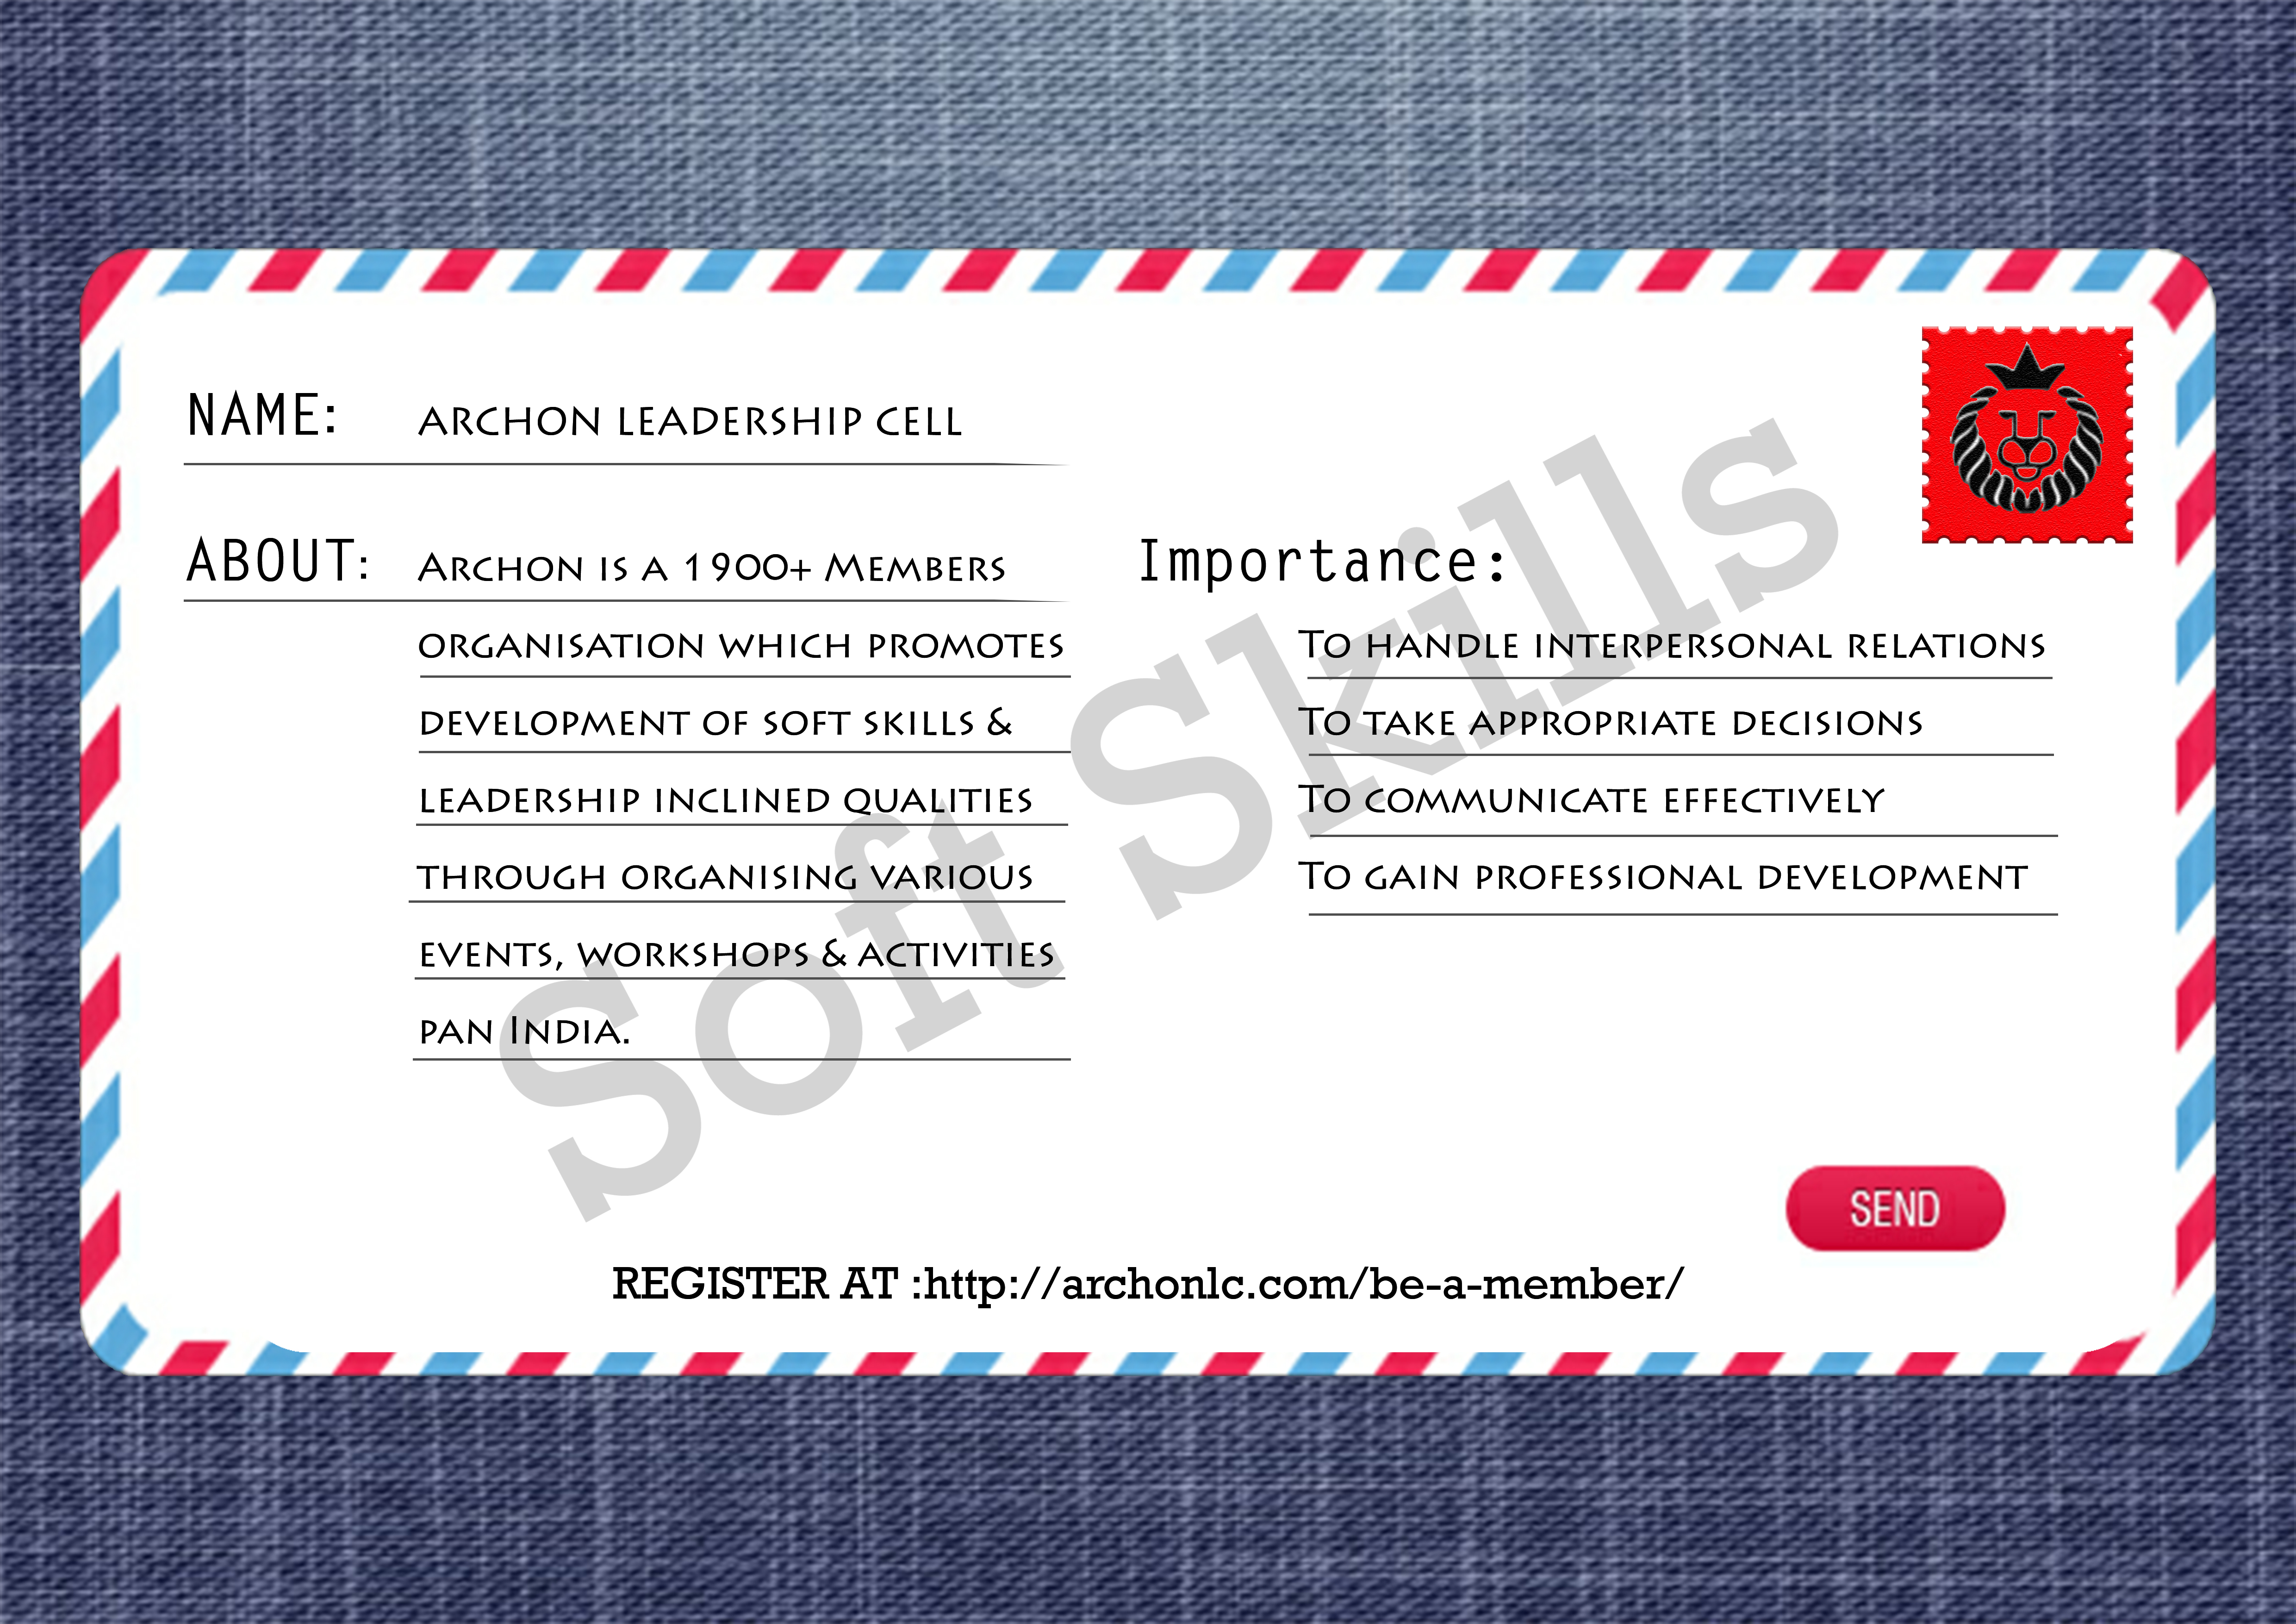 NAME: ARCHON LEADERSHIP CELL
ABOUT: ARCHON IS A 1900+ MEMBERS
ORGANISATION WHICH PROMOTES
DEVELOPMENT OF SOFT SKILLS &
LEADERSHIP INCLINED QUALITIES
THROUGH ORGANISING VARIOUS
EVENTS, WORKSHOPS & ACTIVITIES
PAN INDIA.
Importance:
TO HANDLE INTERPERSONAL RELATIONS
TO TAKE APPROPRIATE DECISIONS
TO COMMUNICATE EFFECTIVELY
TO GAIN PROFESSIONAL DEVELOPMENT
Soft Skills
SEND
REGISTER AT :http://archonlc.com/be-a-member/